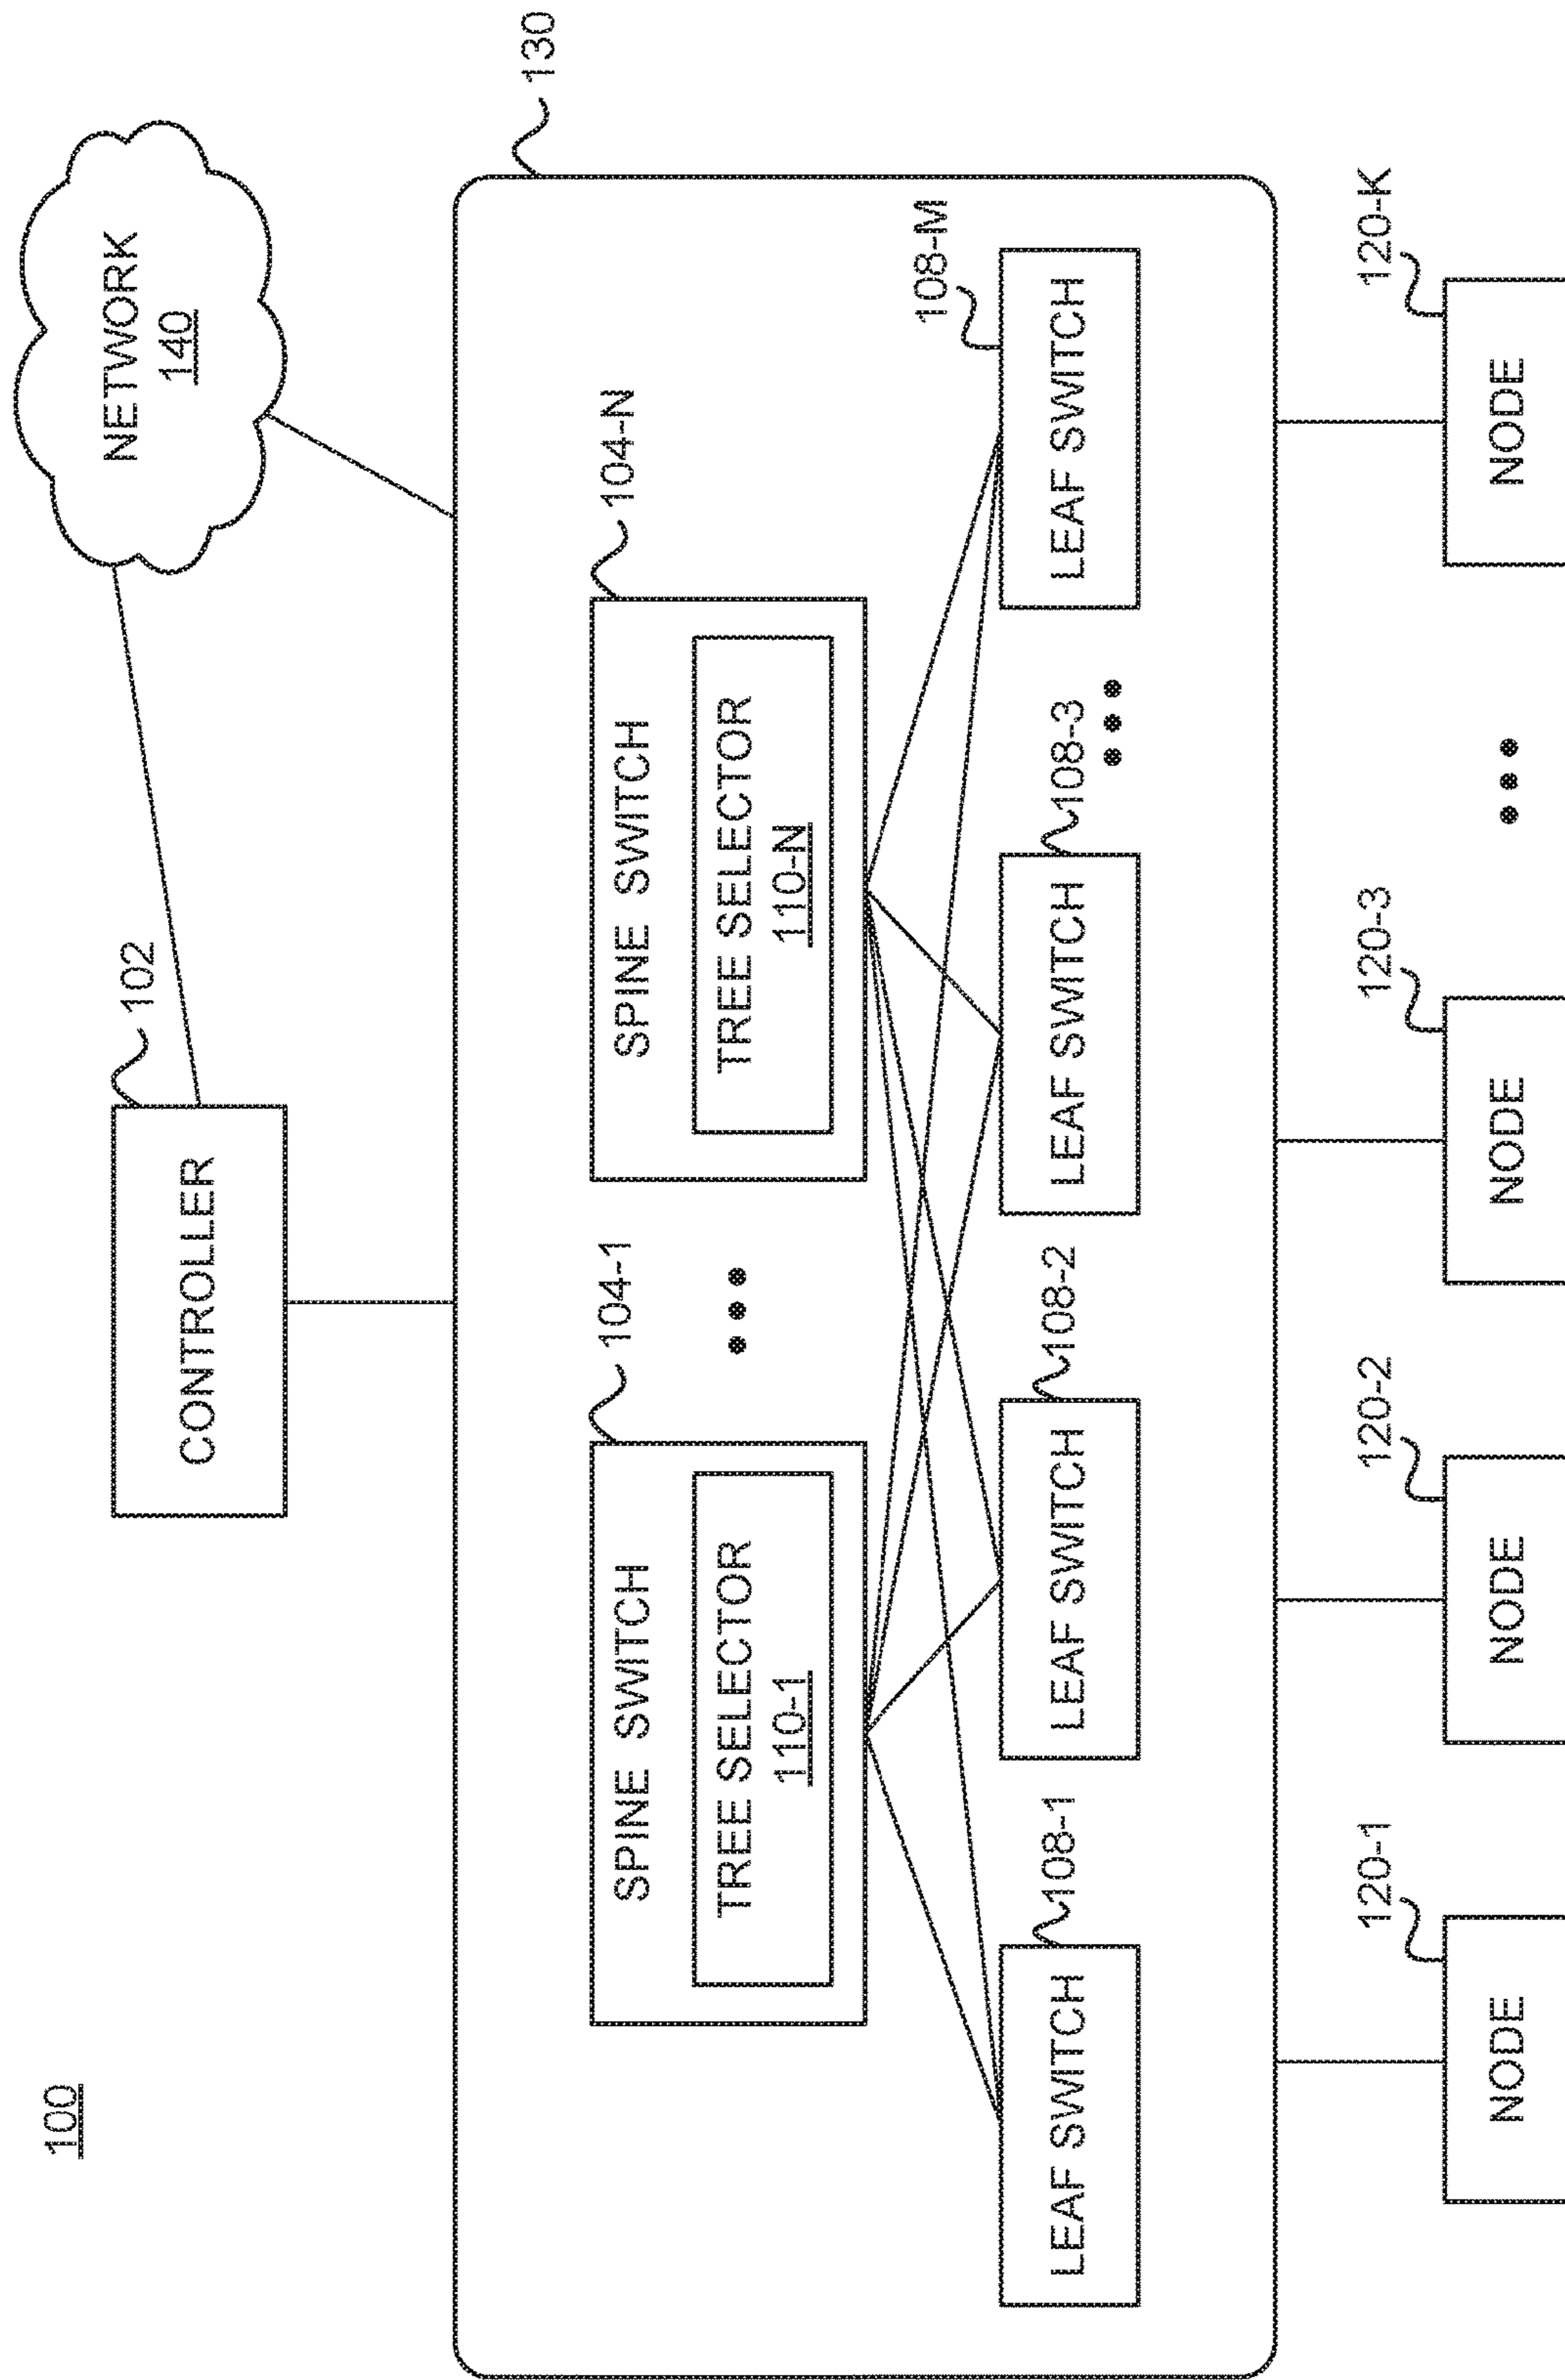 100
NETWORK
140
102
CONTROLLER
130
104-1
104-N
SPINE SWITCH
TREE SELECTOR
110-1
SPINE SWITCH
TREE SELECTOR
110-N
108-1
108-2
108-3
108-M
LEAF SWITCH
LEAF SWITCH
LEAF SWITCH
LEAF SWITCH
120-1
120-2
120-3
120-K
NODE
NODE
NODE
NODE